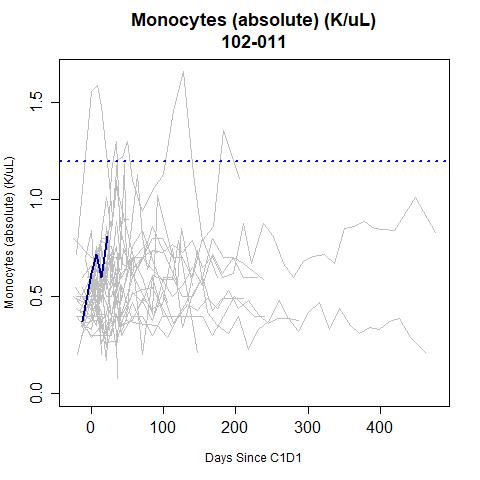 Monocytes (absolute) (K/uL)
102-011
Monocytes (absolute) (K/uL)
1.5
1.0
0.5
0.0
0 100 200 300 400
Days Since C1D1